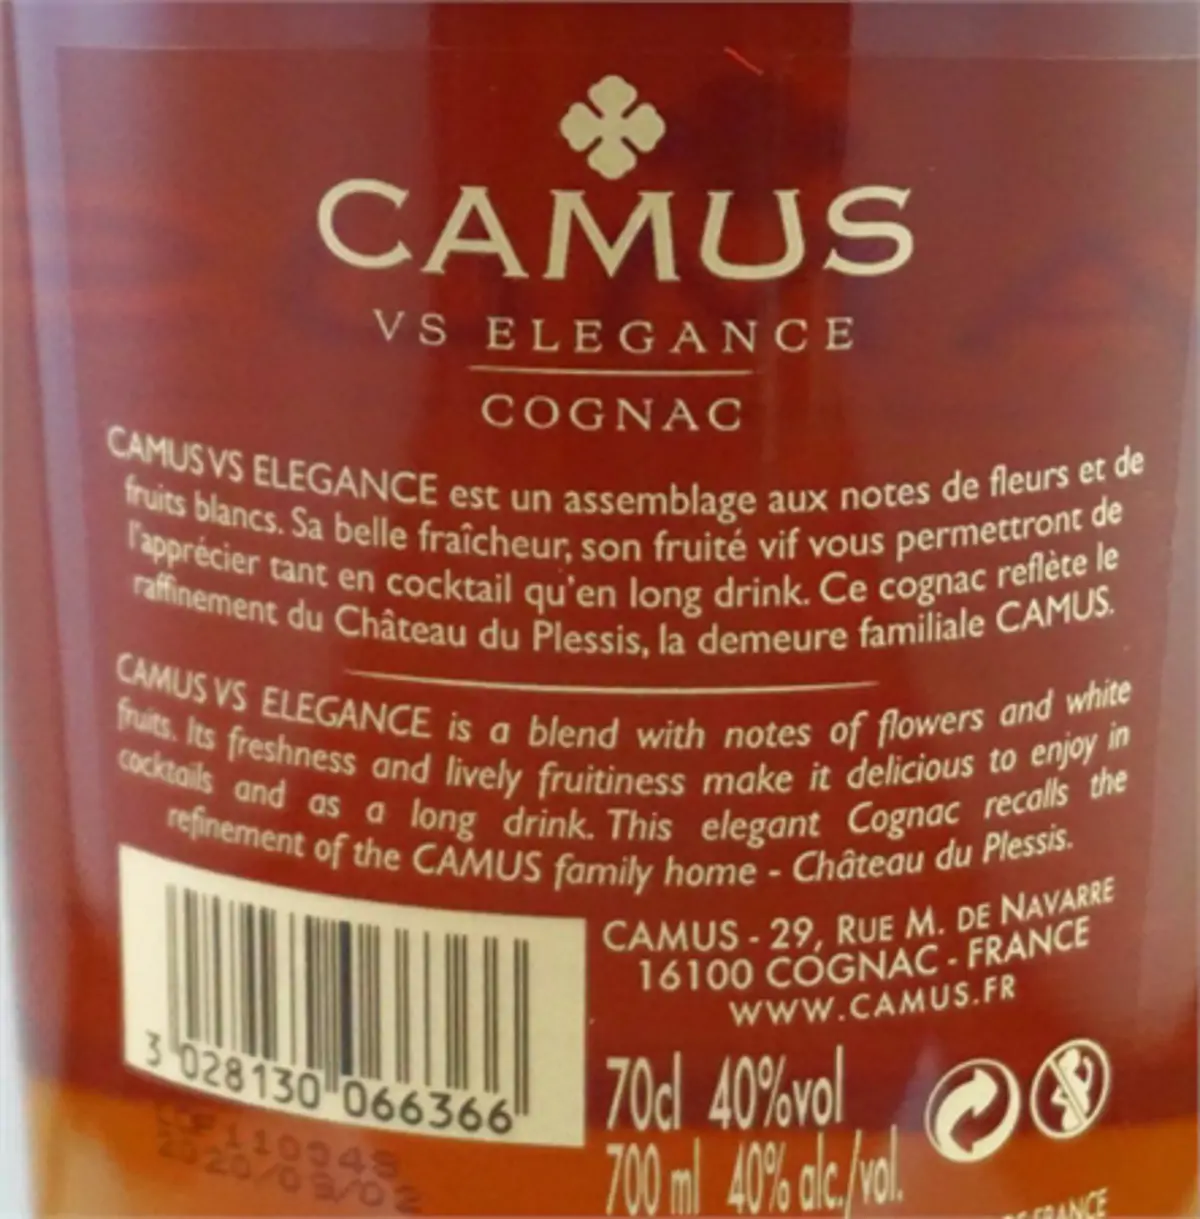 CAMUS
VS ELEGANCE
COGNAC
CAMUS VS ELEGANCE est un assemblage aux notes de fleurs et de
fruits blancs. Sa belle fraîcheur, son fruité vif vous permettront de
l'apprécier tant en cocktail qu'en long drink. Ce cognac reflète le
raffinement du Château du Plessis, la demeure familiale CAMUS.
CAMUS VS ELEGANCE is a blend with notes of flowers and white
fruits. Its freshness and lively fruitiness make it delicious to enjoy in
cocktails and as a long drink. This elegant Cognac recalls the
refinement of the CAMUS family home - Château du Plessis.
CAMUS - 29, RUE M. DE NAVARRE
16100 COGNAC - FRANCE
WWW.CAMUS.FR
3 028130 066366
70cl 40%vol
700 ml 40% alc./vol.
2020/09/02
FRANCE